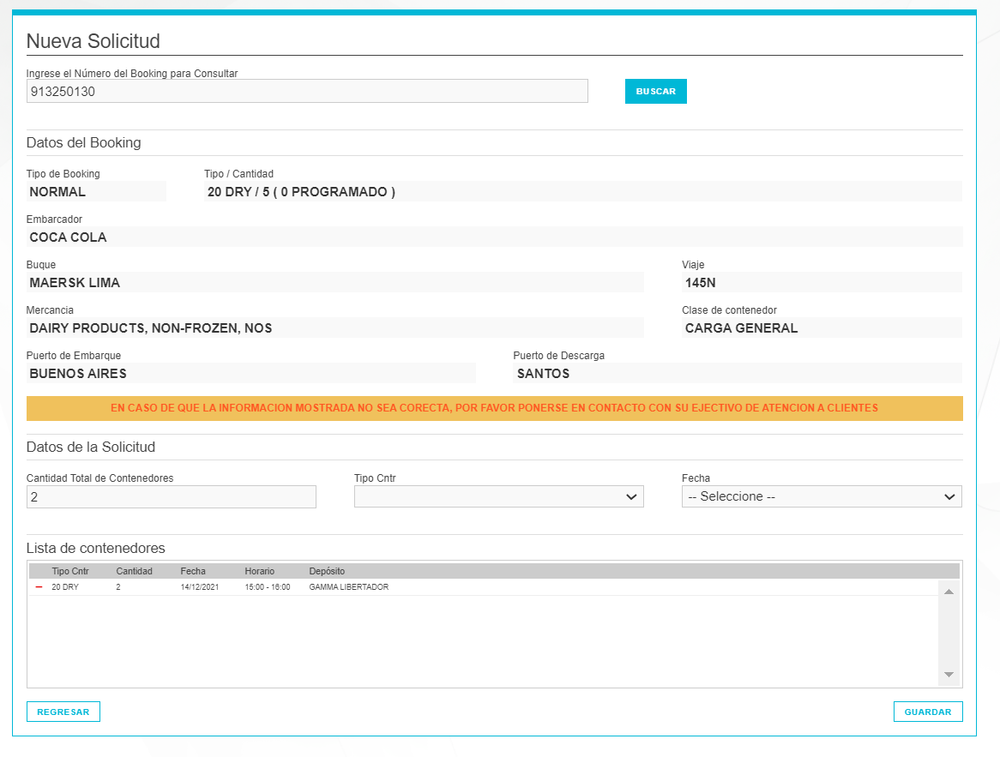 Nueva Solicitud
Ingrese el Número del Booking para Consultar
913250130
BUSCAR
Datos del Booking
Tipo de Booking Tipo / Cantidad
NORMAL 20 DRY / 5 ( 0 PROGRAMADO )
Embarcador
COCA COLA
Buque Viaje
MAERSK LIMA 145N
Mercancia Clase de contenedor
DAIRY PRODUCTS, NON-FROZEN, NOS CARGA GENERAL
Puerto de Embarque Puerto de Descarga
BUENOS AIRES SANTOS
EN CASO DE QUE LA INFORMACION MOSTRADA NO SEA CORECTA, POR FAVOR PONERSE EN CONTACTO CON SU EJECTIVO DE ATENCION A CLIENTES
Datos de la Solicitud
Cantidad Total de Contenedores Tipo Cntr Fecha
2 -- Seleccione --
Lista de contenedores
Tipo Cntr Cantidad Fecha Horario Depósito
20 DRY 2 14/12/2021 15:00 - 16:00 GAMMA LIBERTADOR
REGRESAR GUARDAR